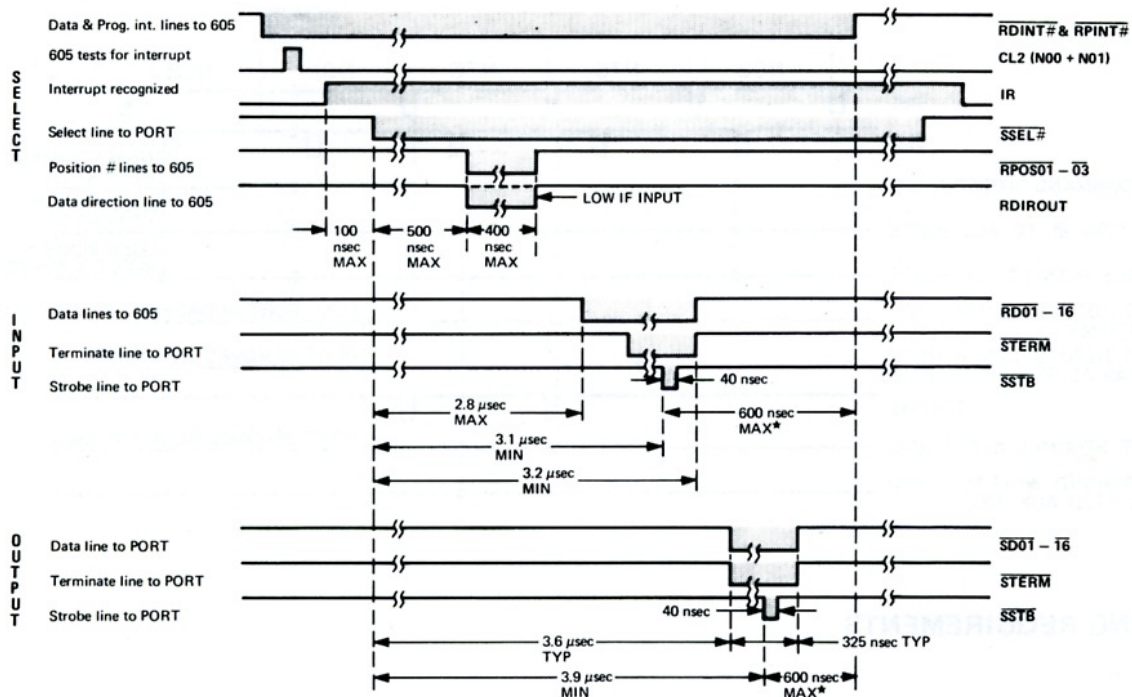 SELECT
Data & Prog. int. lines to 605
RDINT# & RPINT#
605 tests for interrupt
CL2 (N00 + N01)
Interrupt recognized
IR
Select line to PORT
SSEL#
Position # lines to 605
RPOS01 – 03
Data direction line to 605
LOW IF INPUT
RDIROUT
100 nsec MAX
500 nsec MAX
400 nsec MAX
INPUT
Data lines to 605
RD01 – 16
Terminate line to PORT
STERM
Strobe line to PORT
40 nsec
SSTB
2.8 μsec MAX
600 nsec MAX★
3.1 μsec MIN
3.2 μsec MIN
OUTPUT
Data line to PORT
SD01 – 16
Terminate line to PORT
STERM
Strobe line to PORT
40 nsec
SSTB
3.6 μsec TYP
325 nsec TYP
3.9 μsec MIN
600 nsec MAX★